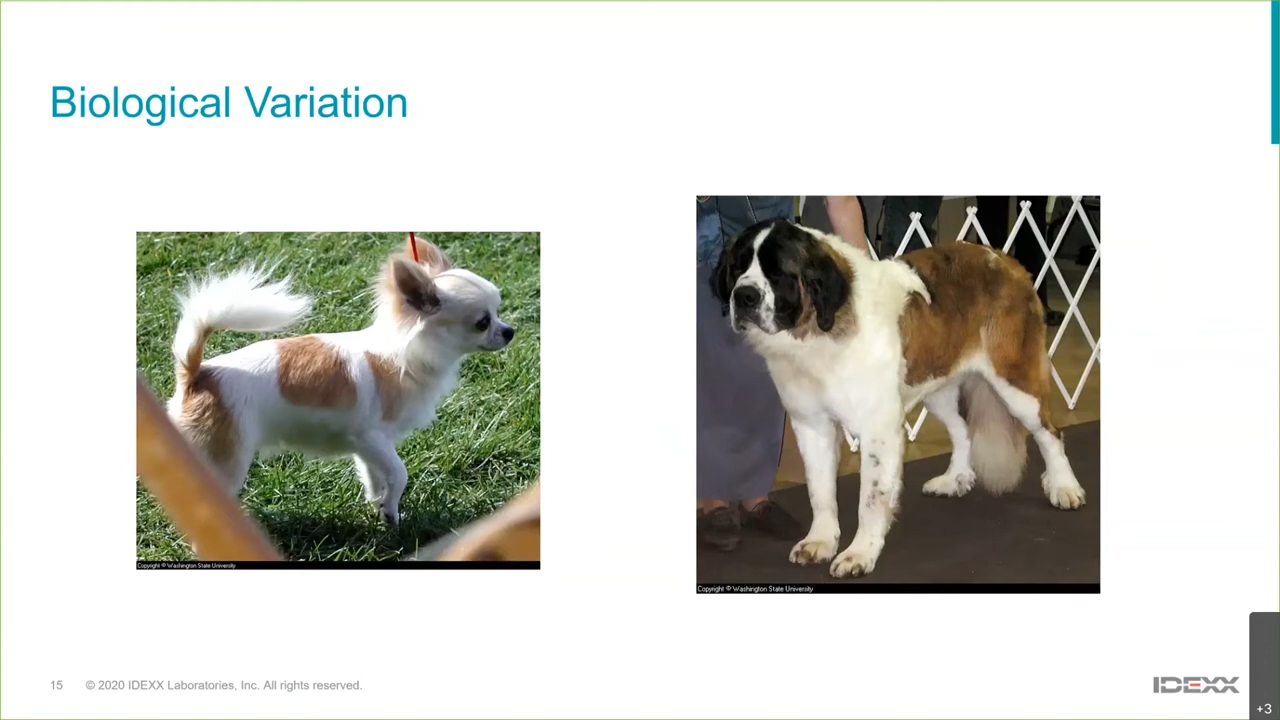 Biological Variation
Copyright © Washington State University
Copyright © Washington State University
15 © 2020 IDEXX Laboratories, Inc. All rights reserved.
IDEXX
+3